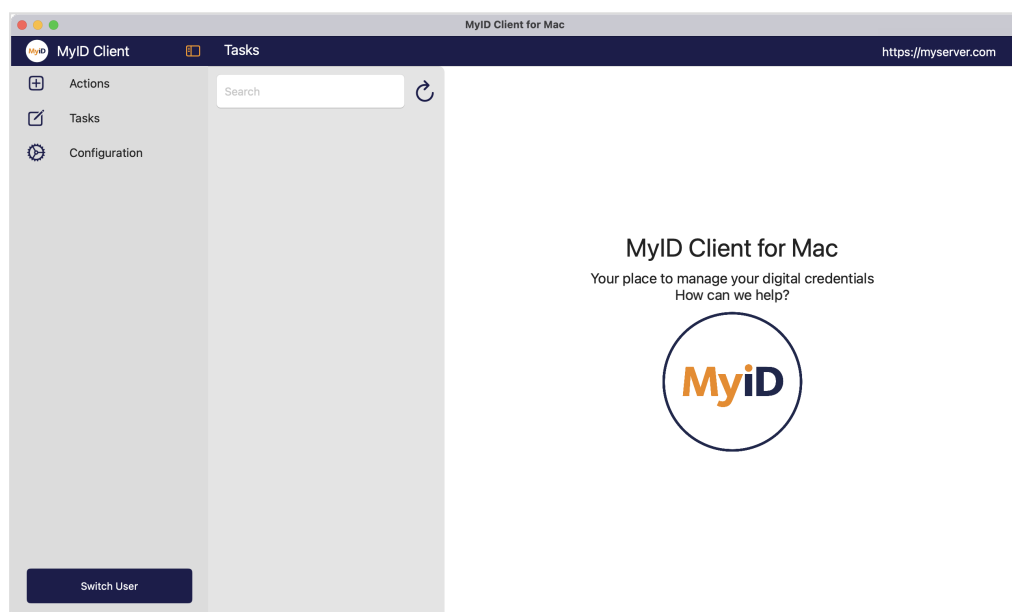 MyID Client for Mac
MyiD
MyID Client
Tasks
https://myserver.com
Actions
Tasks
Configuration
Search
MyID Client for Mac
Your place to manage your digital credentials
How can we help?
MyiD
Switch User